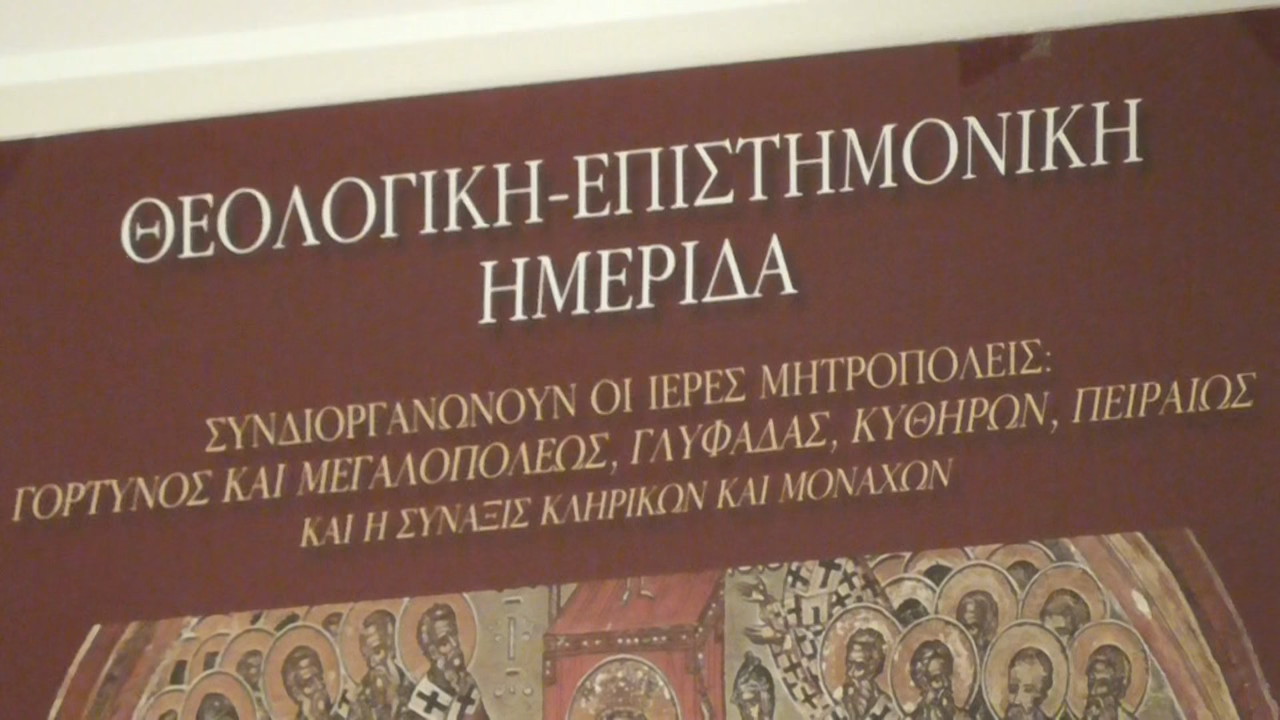 ΘΕΟΛΟΓΙΚΗ-ΕΠΙΣΤΗΜΟΝΙΚΗ
ΗΜΕΡΙΔΑ
ΣΥΝΔΙΟΡΓΑΝΩΝΟΥΝ ΟΙ ΙΕΡΕΣ ΜΗΤΡΟΠΟΛΕΙΣ:
ΓΟΡΤΥΝΟΣ ΚΑΙ ΜΕΓΑΛΟΠΟΛΕΩΣ, ΓΛΥΦΑΔΑΣ, ΚΥΘΗΡΩΝ, ΠΕΙΡΑΙΩΣ
ΚΑΙ Η ΣΥΝΑΞΙΣ ΚΛΗΡΙΚΩΝ ΚΑΙ ΜΟΝΑΧΩΝ